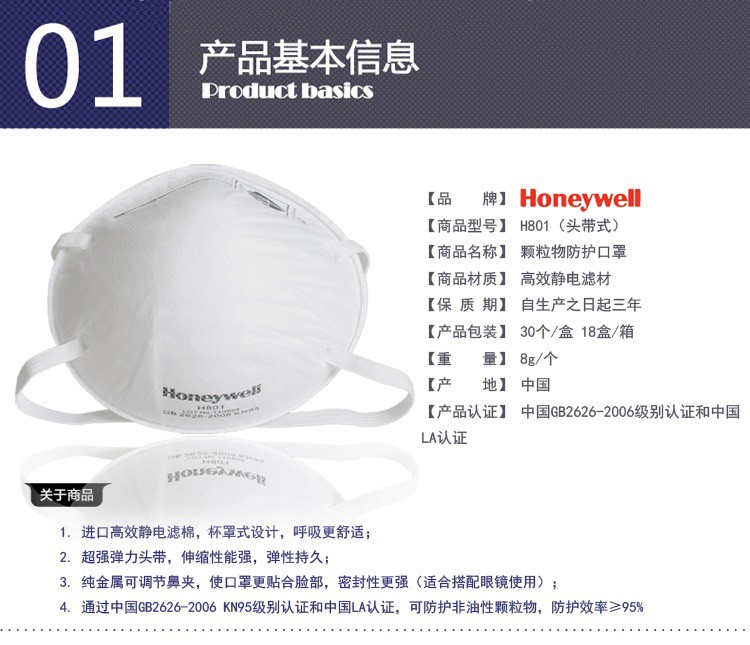 01
产品基本信息
Product basics
【品 牌】 Honeywell
【商品型号】 H801（头带式）
【商品名称】 颗粒物防护口罩
【商品材质】 高效静电滤材
【保 质 期】 自生产之日起三年
【产品包装】 30个/盒 18盒/箱
【重 量】 8g/个
【产 地】 中国
【产品认证】 中国GB2626-2006级别认证和中国
LA认证
Honeywell
H801
GB 2626-2006 KN95
关于商品
1. 进口高效静电滤棉，杯罩式设计，呼吸更舒适；
2. 超强弹力头带，伸缩性能强，弹性持久；
3. 纯金属可调节鼻夹，使口罩更贴合脸部，密封性更强（适合搭配眼镜使用）；
4. 通过中国GB2626-2006 KN95级别认证和中国LA认证，可防护非油性颗粒物，防护效率≥95%